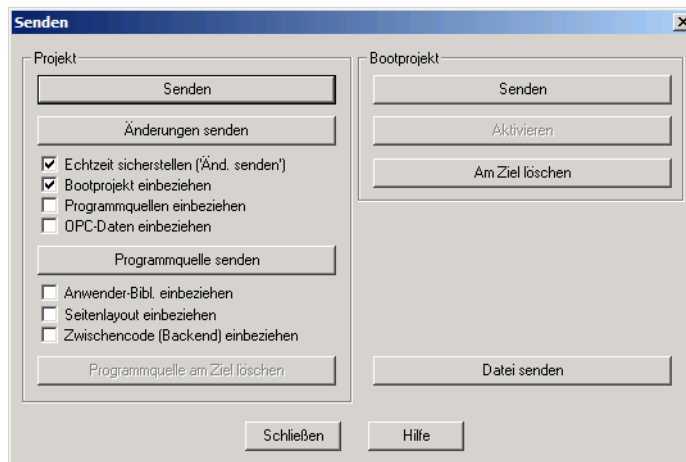 Senden
Projekt
Senden
Änderungen senden
Echtzeit sicherstellen ('Änd. senden')
Bootprojekt einbeziehen
Programmquellen einbeziehen
OPC-Daten einbeziehen
Programmquelle senden
Anwender-Bibl. einbeziehen
Seitenlayout einbeziehen
Zwischencode (Backend) einbeziehen
Programmquelle am Ziel löschen
Bootprojekt
Senden
Aktivieren
Am Ziel löschen
Datei senden
Schließen
Hilfe